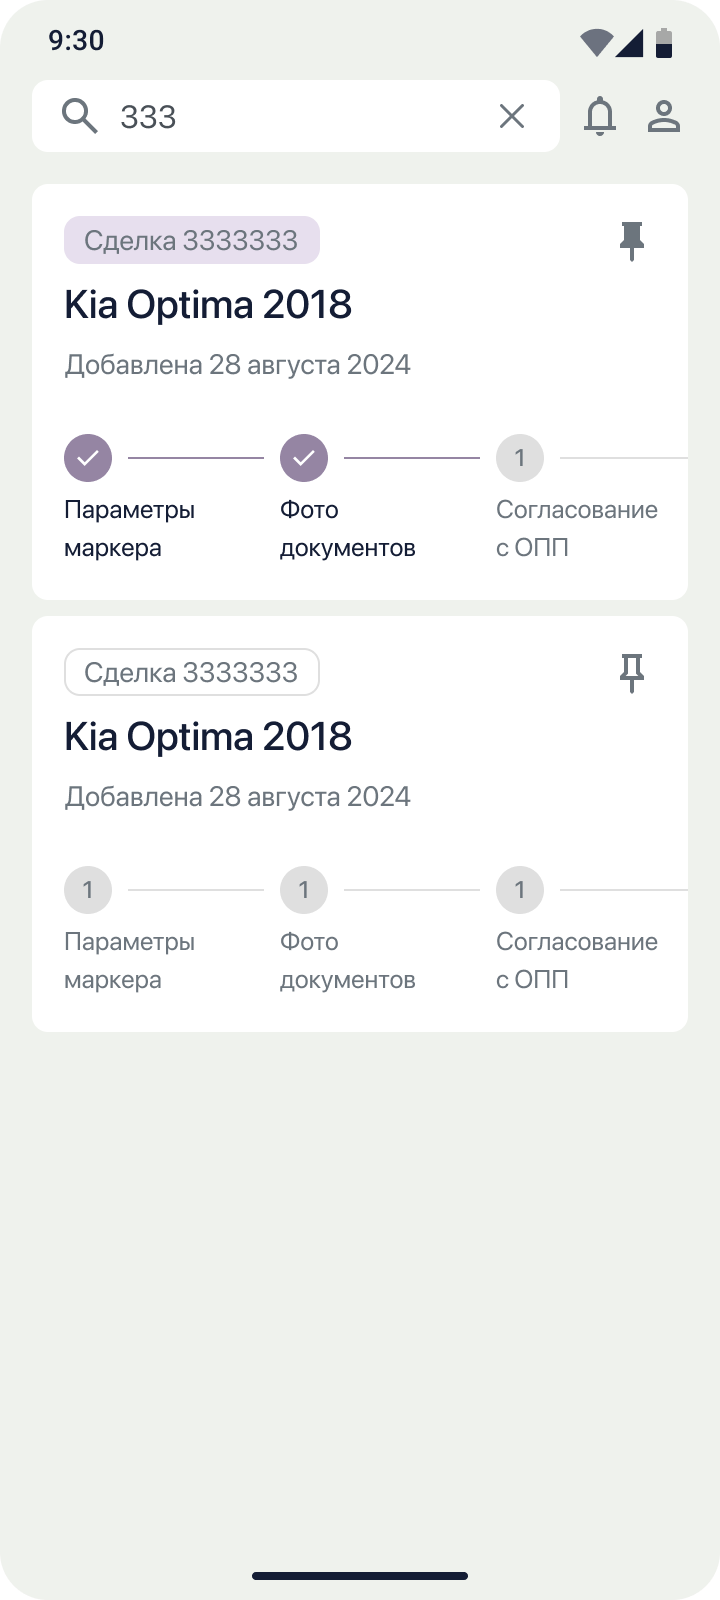 9:30
333
Сделка 3333333
Kia Optima 2018
Добавлена 28 августа 2024
1
Параметры
маркера
Фото
документов
Согласование
с ОПП
Сделка 3333333
Kia Optima 2018
Добавлена 28 августа 2024
1 1 1
Параметры
маркера
Фото
документов
Согласование
с ОПП